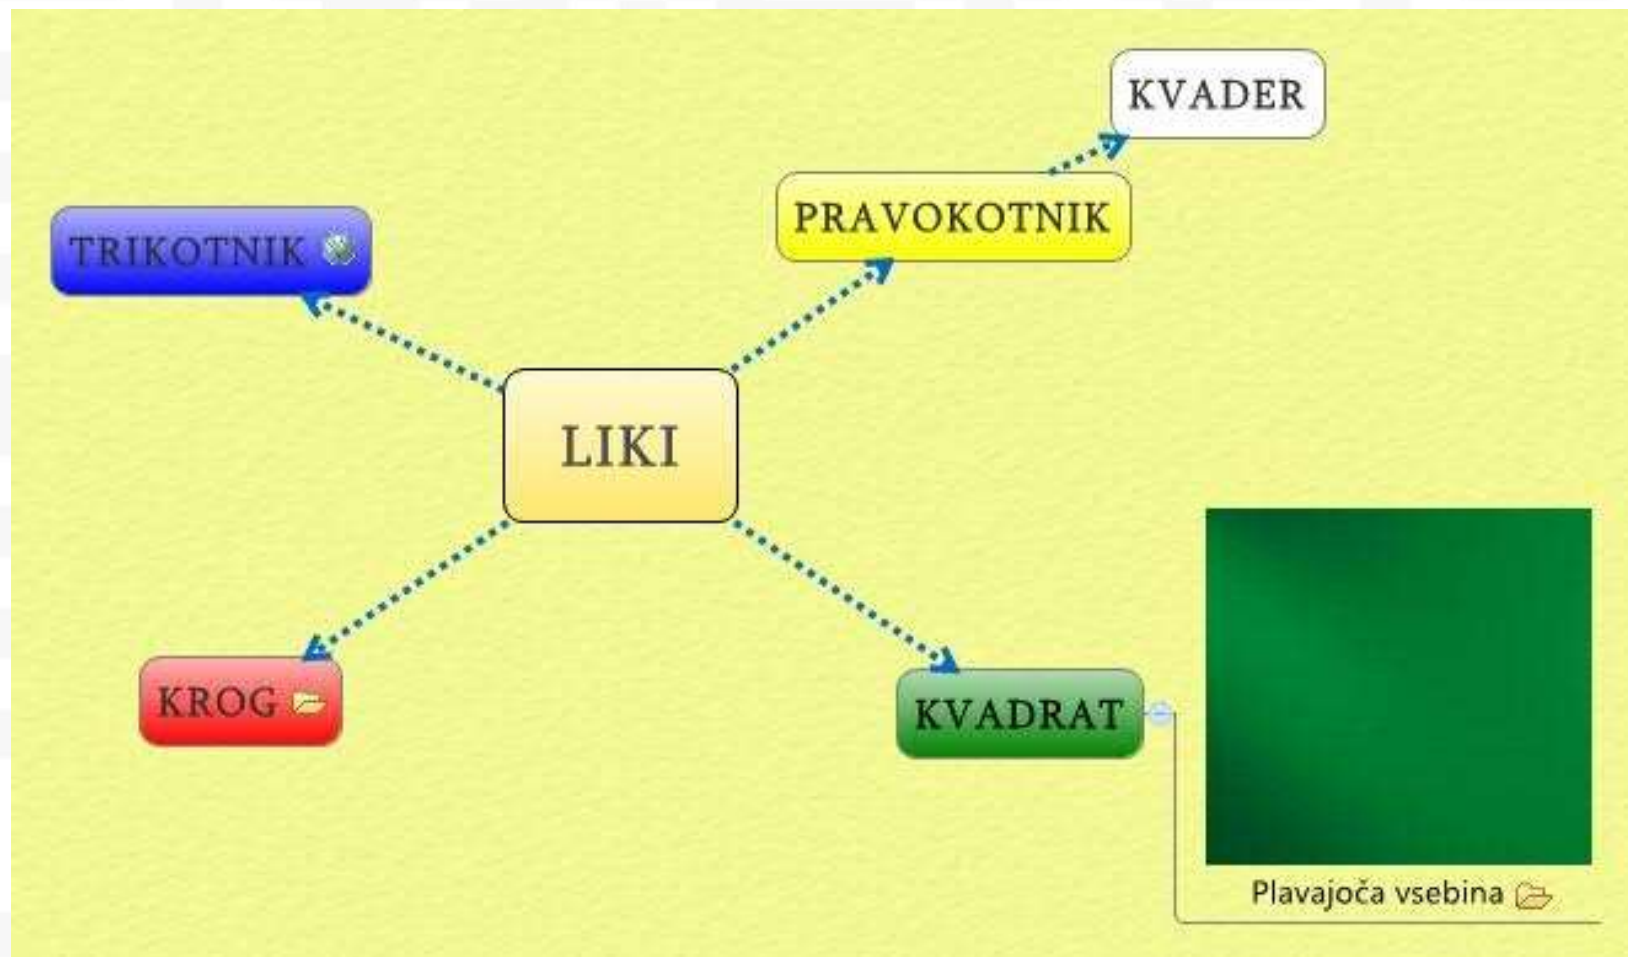 KVADER
PRAVOKOTNIK
TRIKOTNIK
LIKI
KROG
KVADRAT
Plavajoča vsebina